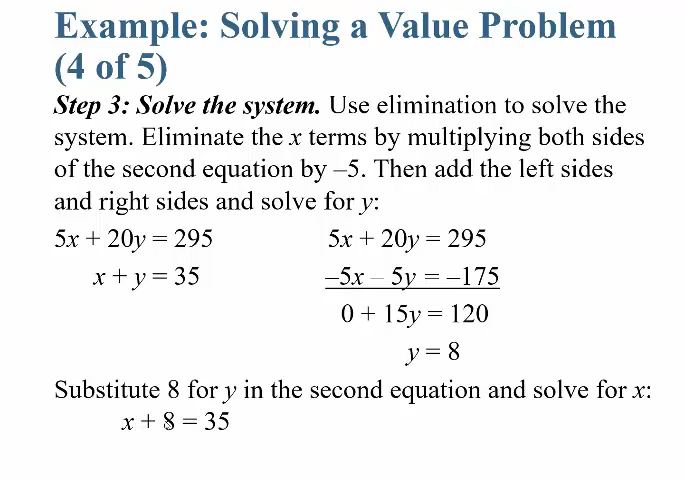 Example: Solving a Value Problem
(4 of 5)
Step 3: Solve the system. Use elimination to solve the
system. Eliminate the x terms by multiplying both sides
of the second equation by –5. Then add the left sides
and right sides and solve for y:
5x + 20y = 295
x + y = 35
5x + 20y = 295
–5x – 5y = –175
0 + 15y = 120
y = 8
Substitute 8 for y in the second equation and solve for x:
x + 8 = 35